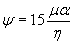 ψ = 15 μα/η